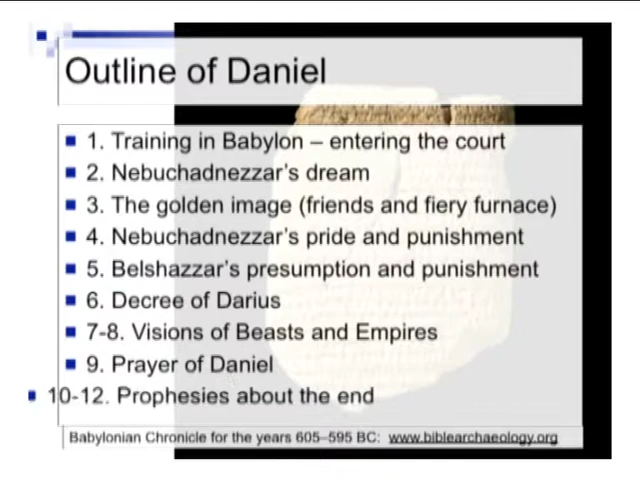 Outline of Daniel
1. Training in Babylon – entering the court
2. Nebuchadnezzar's dream
3. The golden image (friends and fiery furnace)
4. Nebuchadnezzar's pride and punishment
5. Belshazzar's presumption and punishment
6. Decree of Darius
7-8. Visions of Beasts and Empires
9. Prayer of Daniel
10-12. Prophesies about the end
Babylonian Chronicle for the years 605–595 BC: www.biblearchaeology.org